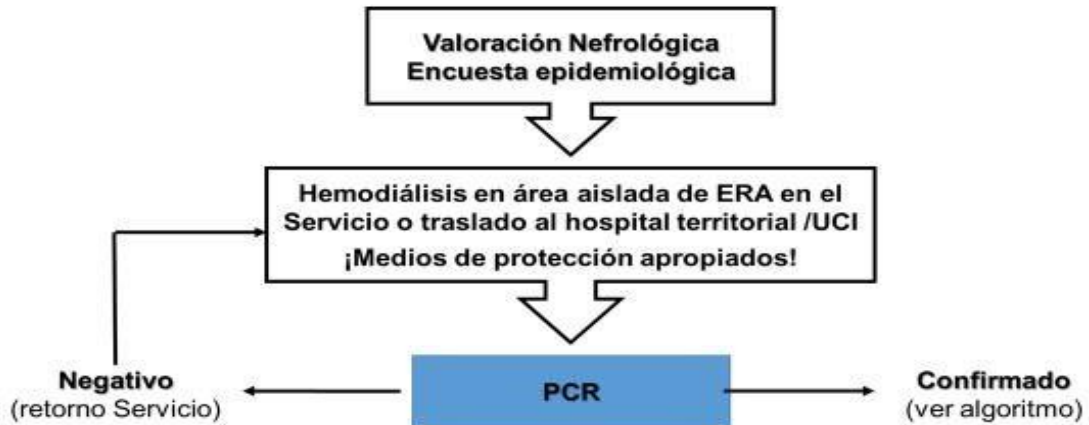 Valoración Nefrológica
Encuesta epidemiológica
Hemodiálisis en área aislada de ERA en el
Servicio o traslado al hospital territorial /UCI
¡Medios de protección apropiados!
Negativo
(retorno Servicio)
PCR
Confirmado
(ver algoritmo)